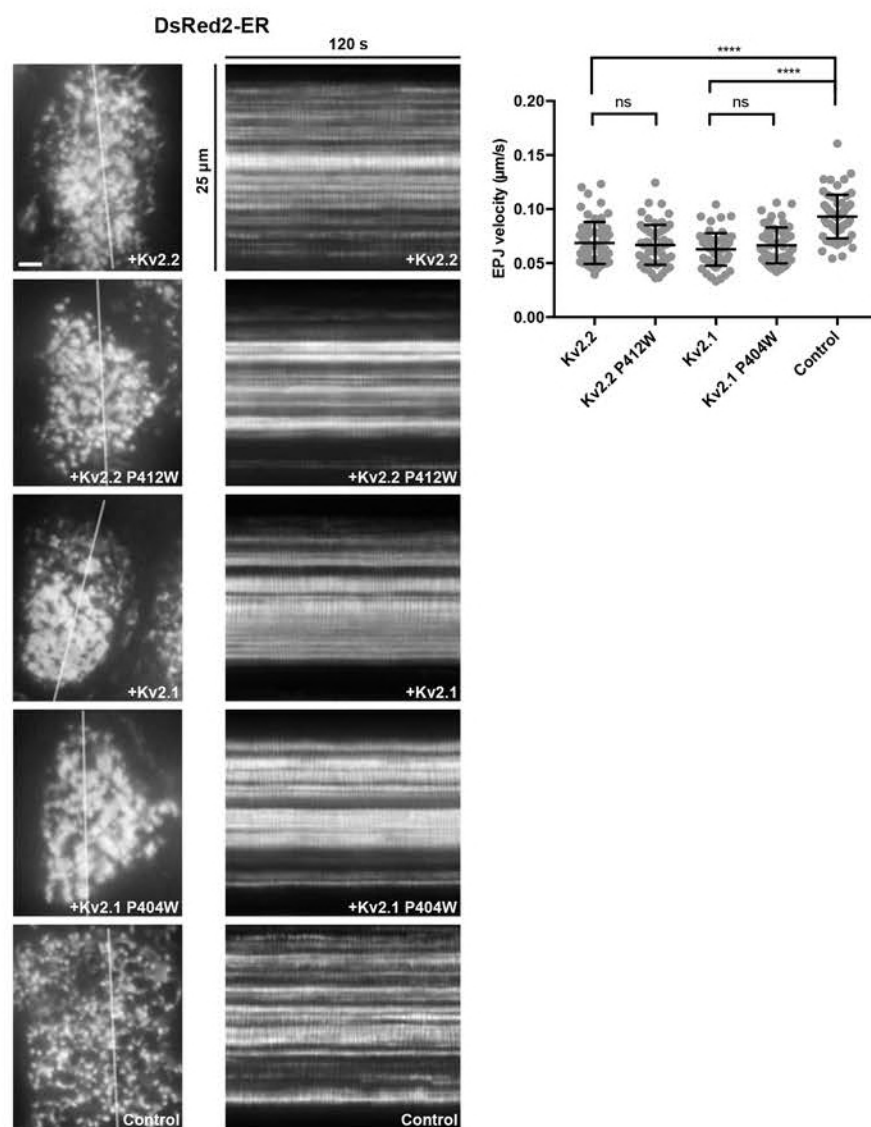 DsRed2-ER
120 s
25 µm
+Kv2.2
+Kv2.2
+Kv2.2 P412W
+Kv2.2 P412W
+Kv2.1
+Kv2.1
+Kv2.1 P404W
+Kv2.1 P404W
Control
Control
****
****
ns
ns
0.20
0.15
0.10
0.05
0.00
EPJ velocity (µm/s)
Kv2.2
Kv2.2 P412W
Kv2.1
Kv2.1 P404W
Control